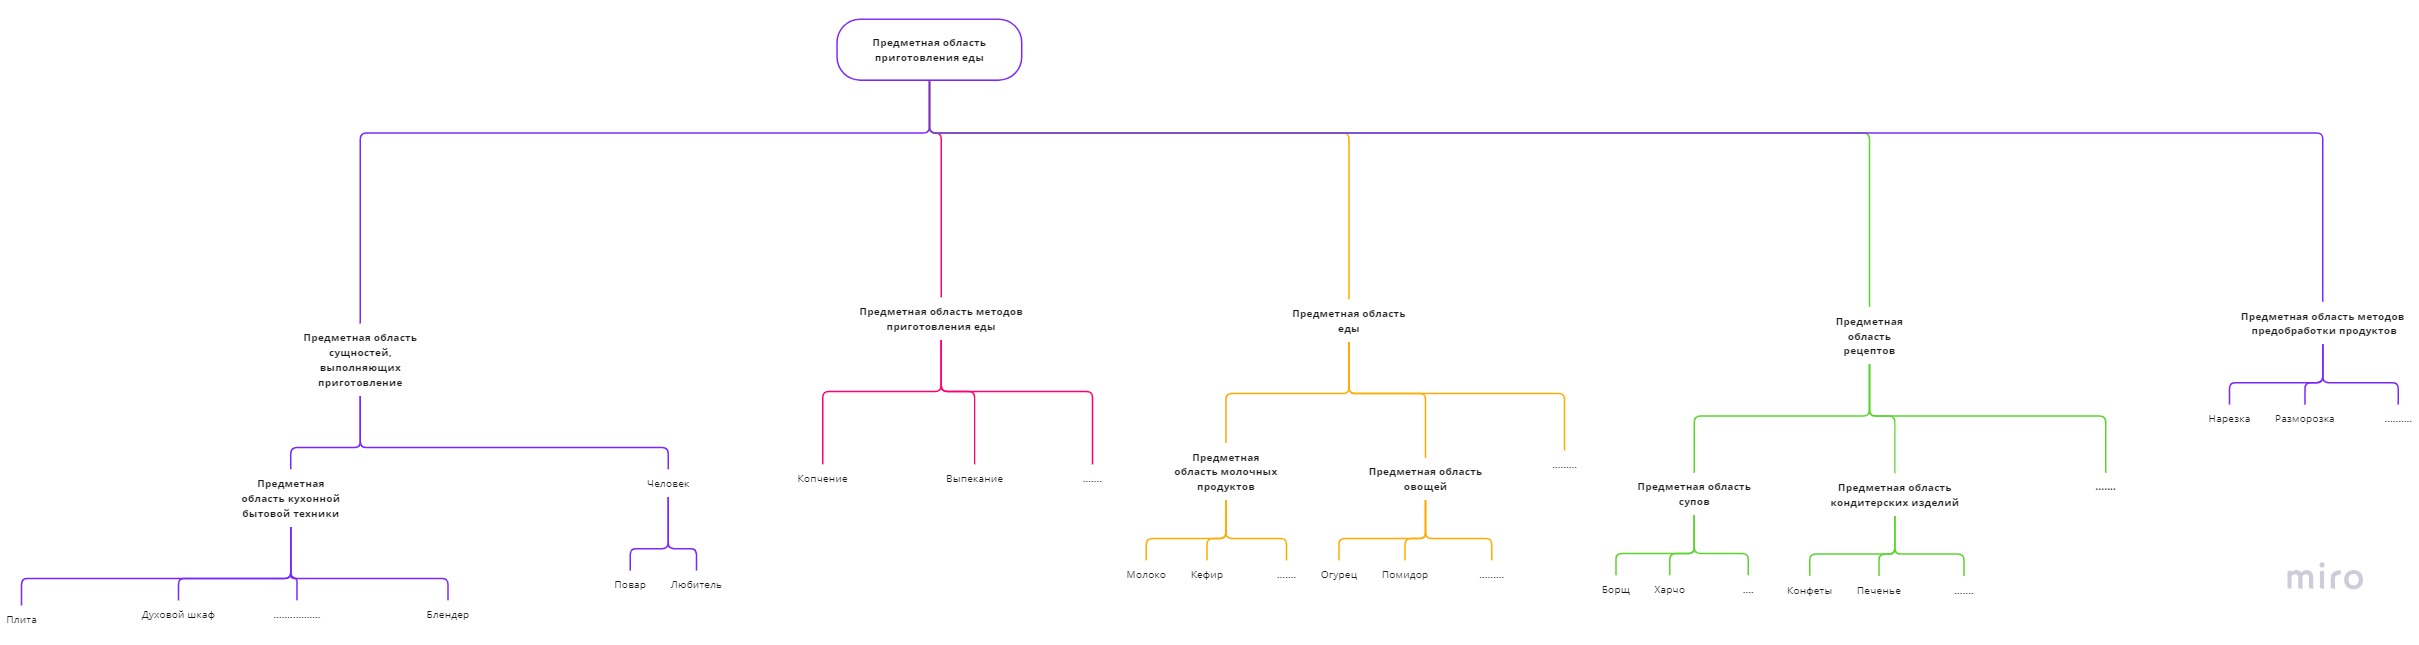 Предметная область
приготовления еды
Предметная область
сущностей,
выполняющих
приготовление
Предметная
область кухонной
бытовой техники
Плита
Духовой шкаф
.................
Блендер
Человек
Повар
Любитель
Предметная область методов
приготовления еды
Копчение
Выпекание
.......
Предметная область
еды
Предметная
область молочных
продуктов
Молоко
Кефир
.......
Предметная область
овощей
Огурец
Помидор
.........
.........
Предметная
область
рецептов
Предметная область
супов
Борщ
Харчо
....
Предметная область
кондитерских изделий
Конфеты
Печенье
.......
.......
Предметная область методов
предобработки продуктов
Нарезка
Разморозка
..........
miro